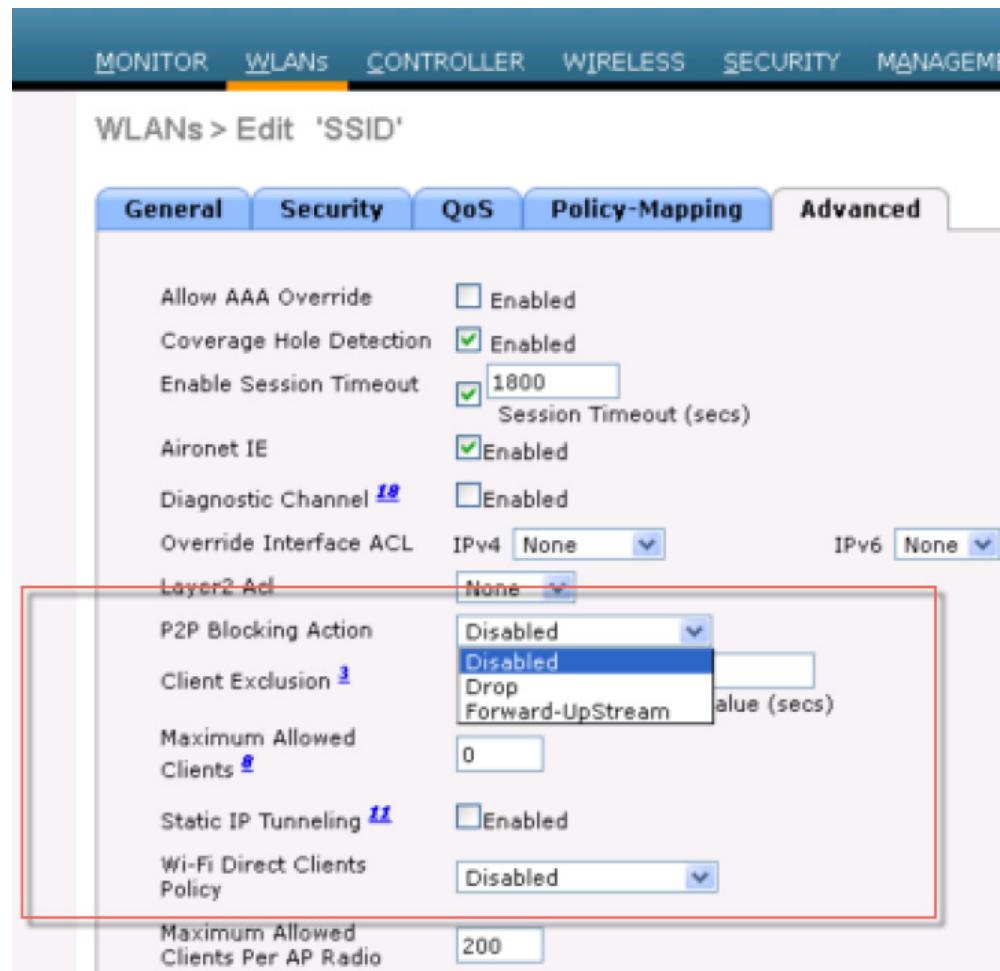 MONITOR WLANs CONTROLLER WIRELESS SECURITY
WLANs > Edit 'SSID'
General Security QoS Policy-Mapping Advanced
Allow AAA Override Enabled
Coverage Hole Detection Enabled
Enable Session Timeout 1800
Session Timeout (secs)
Aironet IE Enabled
Diagnostic Channel 18 Enabled
Override Interface ACL IPv4 None IPv6 None
Layer2 Acl None
P2P Blocking Action Disabled
Disabled
Client Exclusion 3
Drop
Forward-UpStream alue (secs)
Maximum Allowed
Clients 8 0
Static IP Tunneling 11 Enabled
Wi-Fi Direct Clients
Policy Disabled
Maximum Allowed
Clients Per AP Radio 200